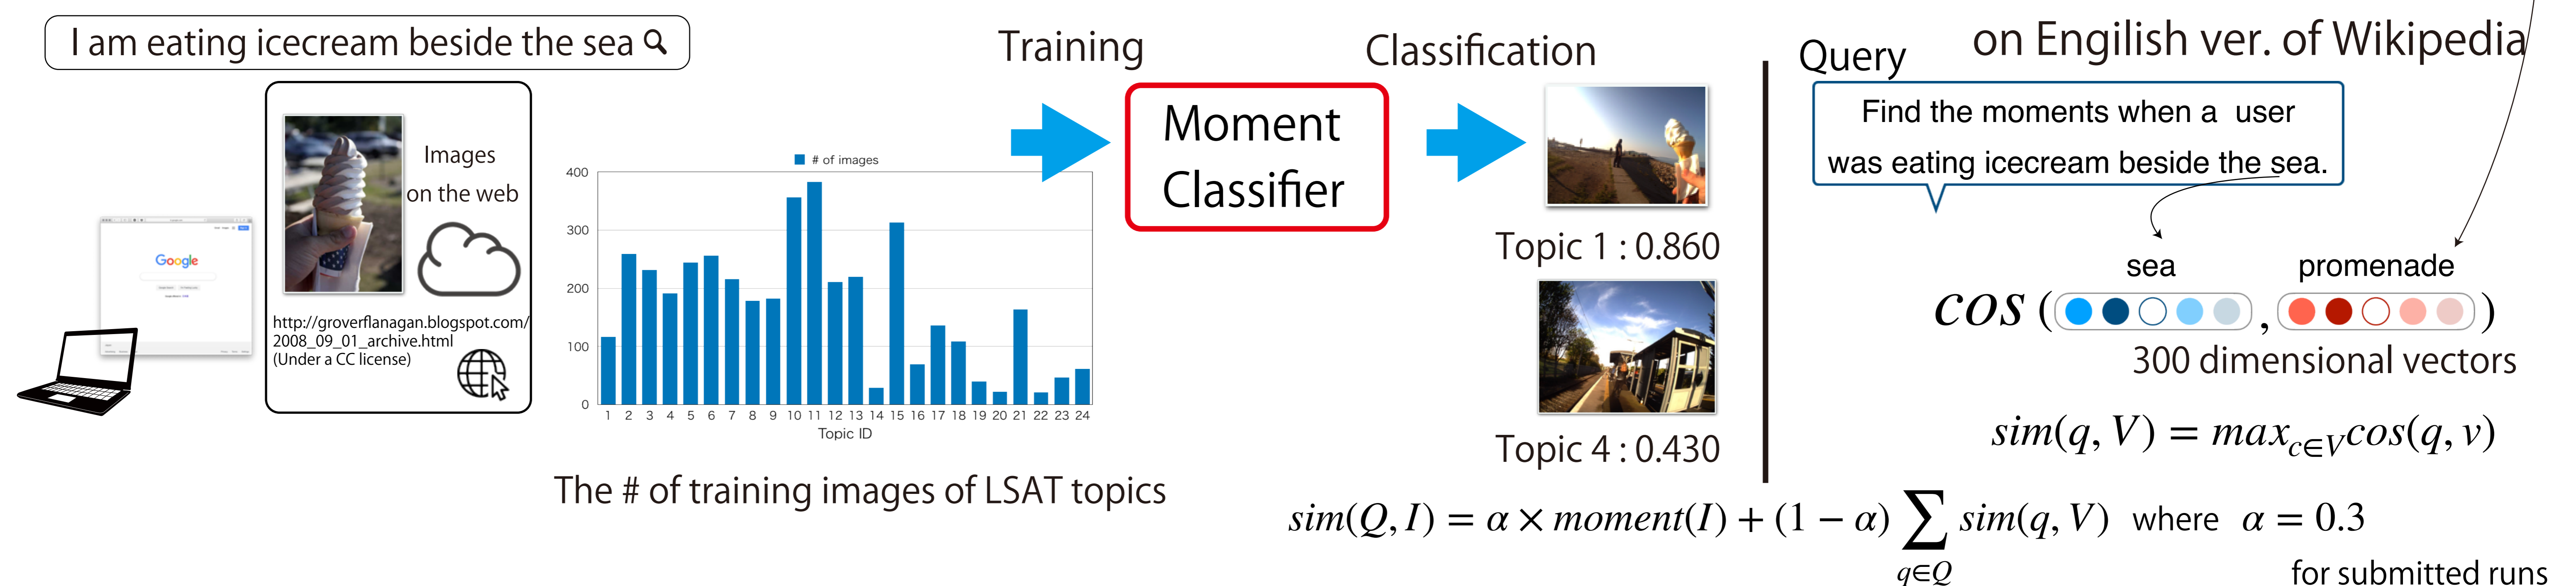 I am eating icecream beside the sea
Images
on the web
Google
http://groverflanagan.blogspot.com/
2008_09_01_archive.html
(Under a CC license)
# of images
400
300
200
100
0
1 2 3 4 5 6 7 8 9 10 11 12 13 14 15 16 17 18 19 20 21 22 23 24
Topic ID
The # of training images of LSAT topics
Training
Moment
Classifier
Classification
Topic 1 : 0.860
Topic 4 : 0.430
on Engilish ver. of Wikipedia
Query
Find the moments when a user
was eating icecream beside the sea.
sea promenade
cos ( , )
300 dimensional vectors
sim(q, V) = max_{c∈V}cos(q, v)
sim(Q, I) = α × moment(I) + (1 − α) ∑_{q∈Q} sim(q, V) where α = 0.3
for submitted runs